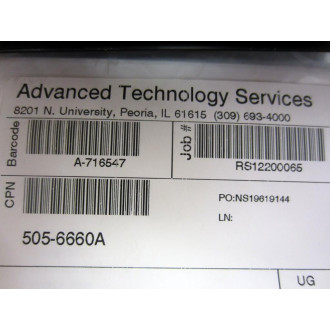 Advanced Technology Services
8201 N. University, Peoria, IL 61615 (309) 693-4000
Barcode
A-716547
Job #
RS12200065
CPN
505-6660A
PO:NS19619144
LN:
UG